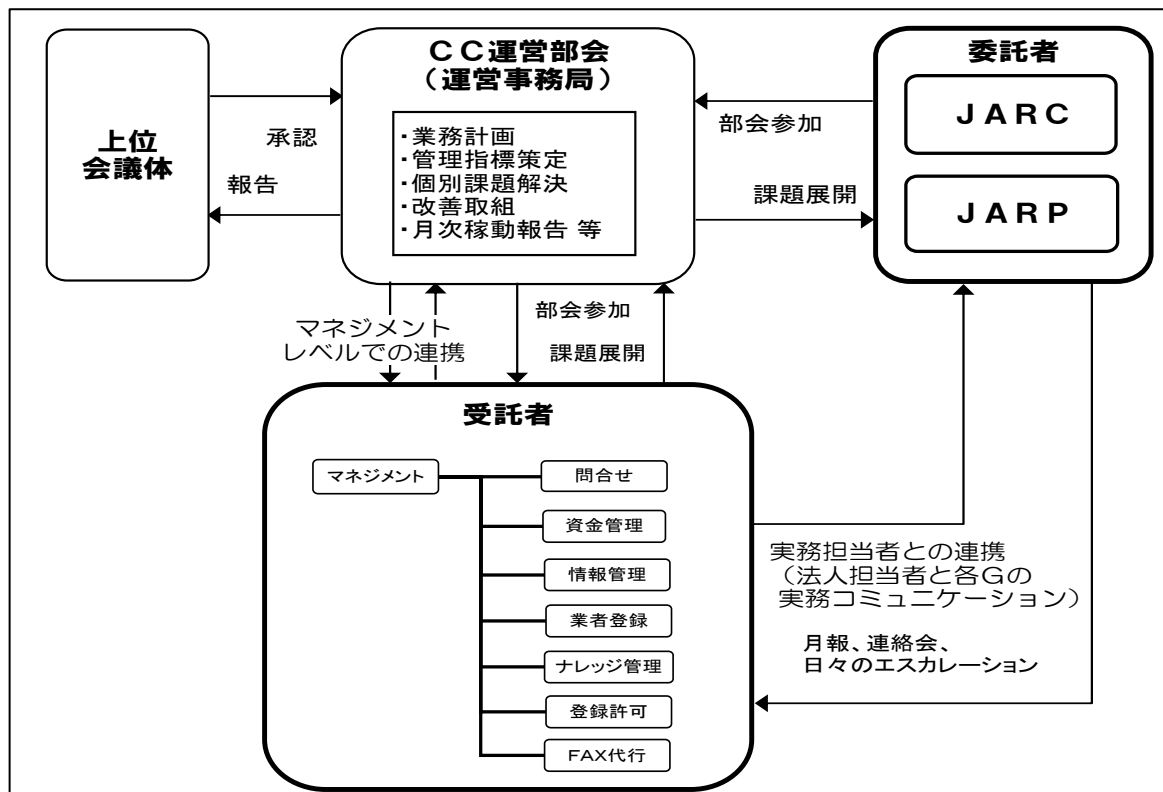 上位
会議体
承認
報告
ＣＣ運営部会
（運営事務局）
・業務計画
・管理指標策定
・個別課題解決
・改善取組
・月次稼動報告 等
部会参加
課題展開
委託者
ＪＡＲＣ
ＪＡＲＰ
マネジメント
レベルでの連携
部会参加
課題展開
受託者
マネジメント
問合せ
資金管理
情報管理
業者登録
ナレッジ管理
登録許可
FAX代行
実務担当者との連携
（法人担当者と各Gの
実務コミュニケーション）
月報、連絡会、
日々のエスカレーション